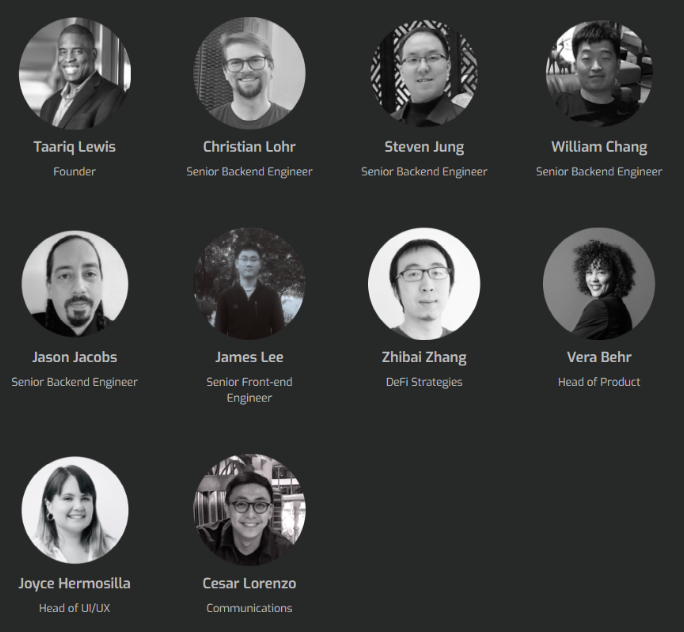 Taariq Lewis
Founder
Christian Lohr
Senior Backend Engineer
Steven Jung
Senior Backend Engineer
William Chang
Senior Backend Engineer
Jason Jacobs
Senior Backend Engineer
James Lee
Senior Front-end
Engineer
Zhibai Zhang
DeFi Strategies
Vera Behr
Head of Product
Joyce Hermosilla
Head of UI/UX
Cesar Lorenzo
Communications